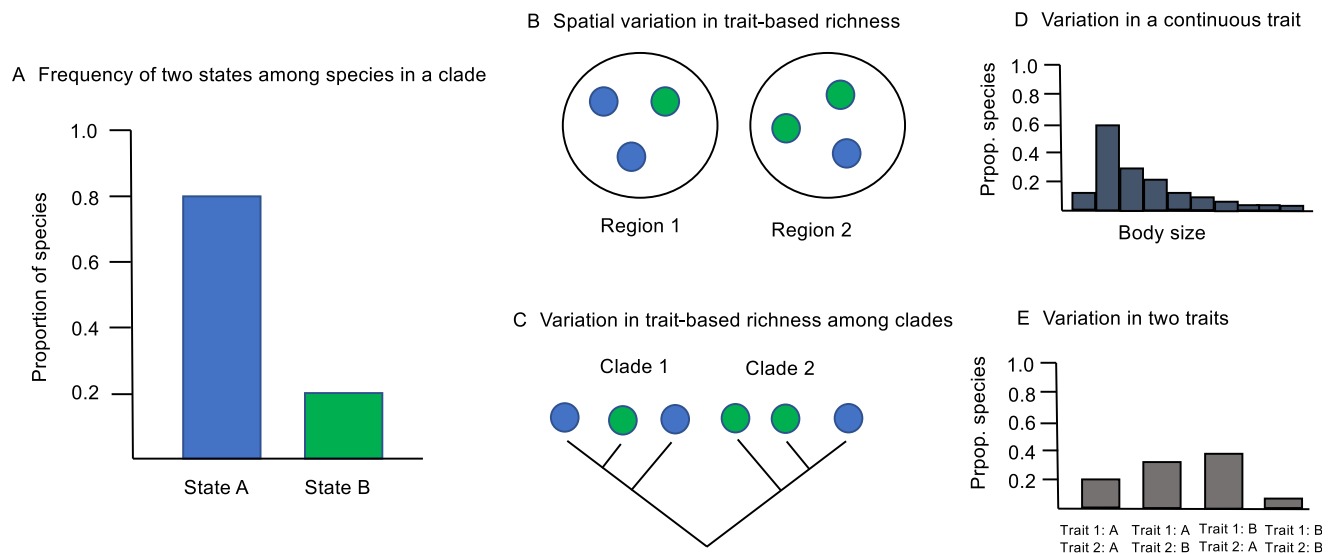 A Frequency of two states among species in a clade
1.0
0.8
0.6
0.4
0.2
Proportion of species
State A
State B
B Spatial variation in trait-based richness
Region 1
Region 2
C Variation in trait-based richness among clades
Clade 1
Clade 2
D Variation in a continuous trait
1.0
0.8
0.6
0.4
0.2
Prpop. species
Body size
E Variation in two traits
1.0
0.8
0.6
0.4
0.2
Prpop. species
Trait 1: A
Trait 2: A
Trait 1: A
Trait 2: B
Trait 1: B
Trait 2: A
Trait 1: B
Trait 2: B